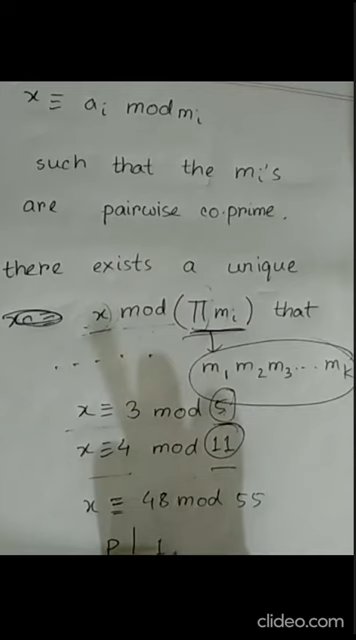 x ≡ a_i mod m_i
such that the m_i's
are pairwise co-prime.
there exists a unique
x mod (∏ m_i) that
. . . . .
m_1 m_2 m_3 ... m_k
x ≡ 3 mod 5
x ≡ 4 mod 11
x ≡ 48 mod 55
clideo.com